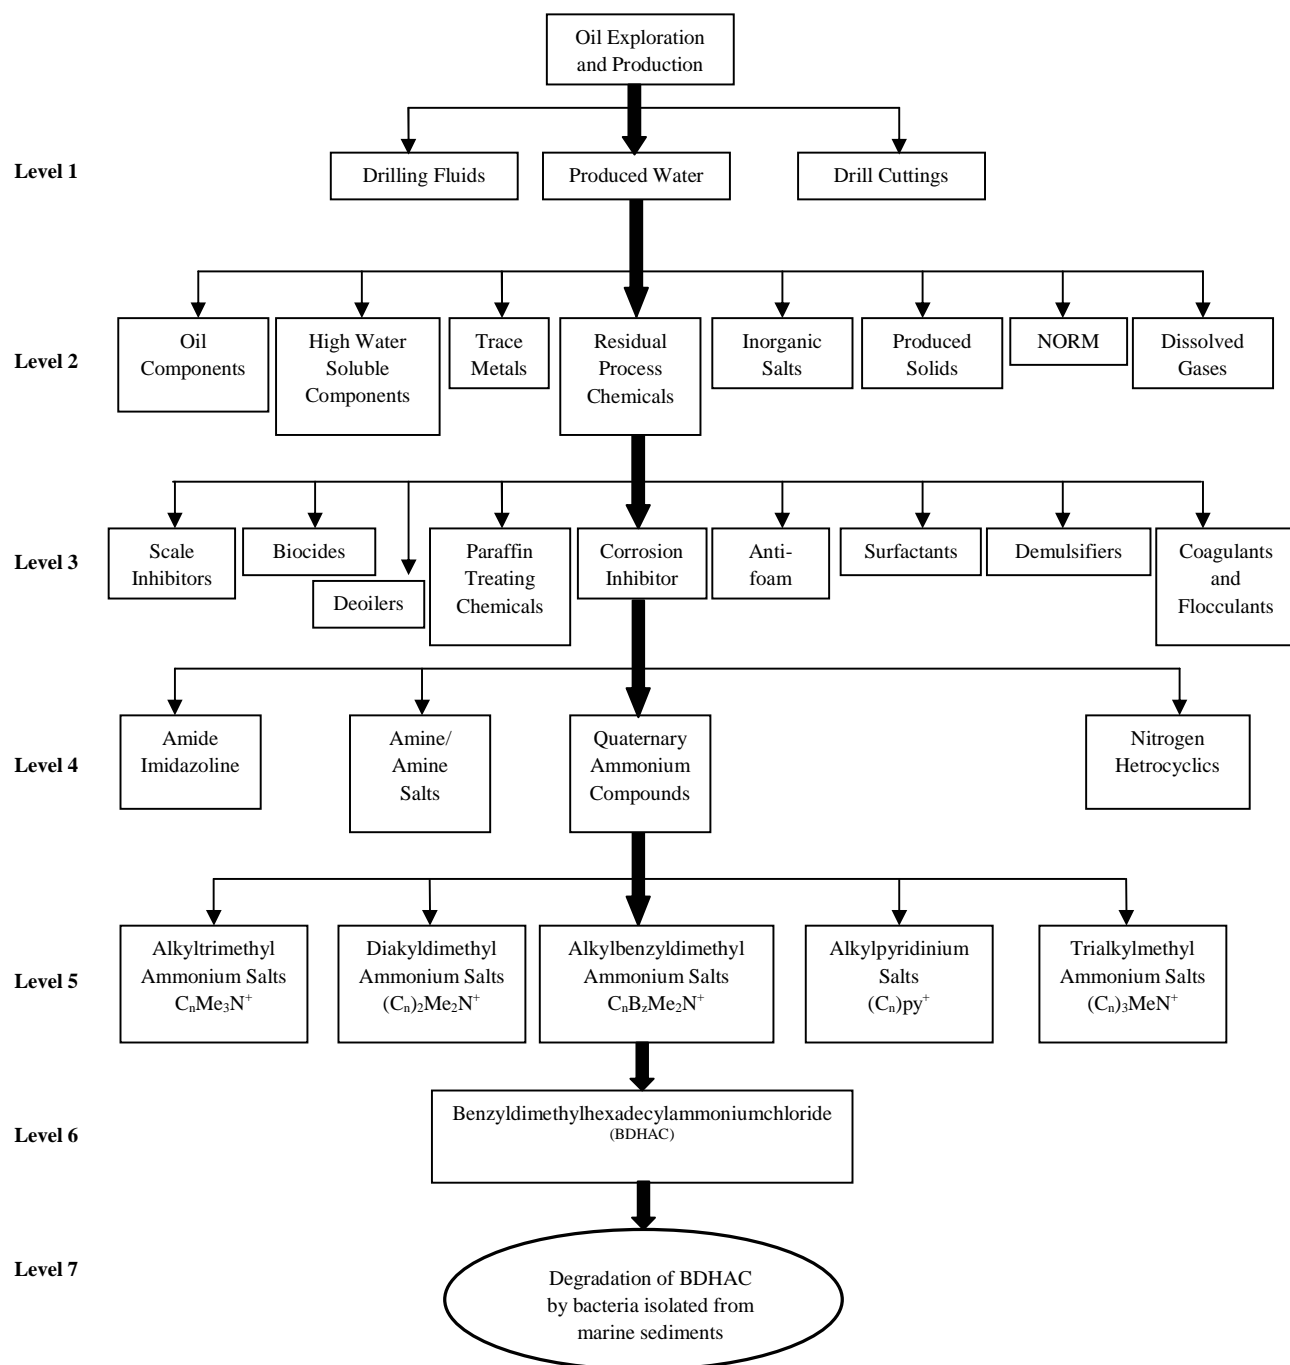 Oil Exploration
and Production
Level 1
Drilling Fluids
Produced Water
Drill Cuttings
Level 2
Oil
Components
High Water
Soluble
Components
Trace
Metals
Residual
Process
Chemicals
Inorganic
Salts
Produced
Solids
NORM
Dissolved
Gases
Level 3
Scale
Inhibitors
Biocides
Deoilers
Paraffin
Treating
Chemicals
Corrosion
Inhibitor
Anti-
foam
Surfactants
Demulsifiers
Coagulants
and
Flocculants
Level 4
Amide
Imidazoline
Amine/
Amine
Salts
Quaternary
Ammonium
Compounds
Nitrogen
Hetrocyclics
Level 5
Alkyltrimethyl
Ammonium Salts
CₙMe₃N⁺
Diakyldimethyl
Ammonium Salts
(Cₙ)₂Me₂N⁺
Alkylbenzyldimethyl
Ammonium Salts
CₙB_zMe₂N⁺
Alkylpyridinium
Salts
(Cₙ)py⁺
Trialkylmethyl
Ammonium Salts
(Cₙ)₃MeN⁺
Level 6
Benzyldimethylhexadecylammoniumchloride
(BDHAC)
Level 7
Degradation of BDHAC
by bacteria isolated from
marine sediments